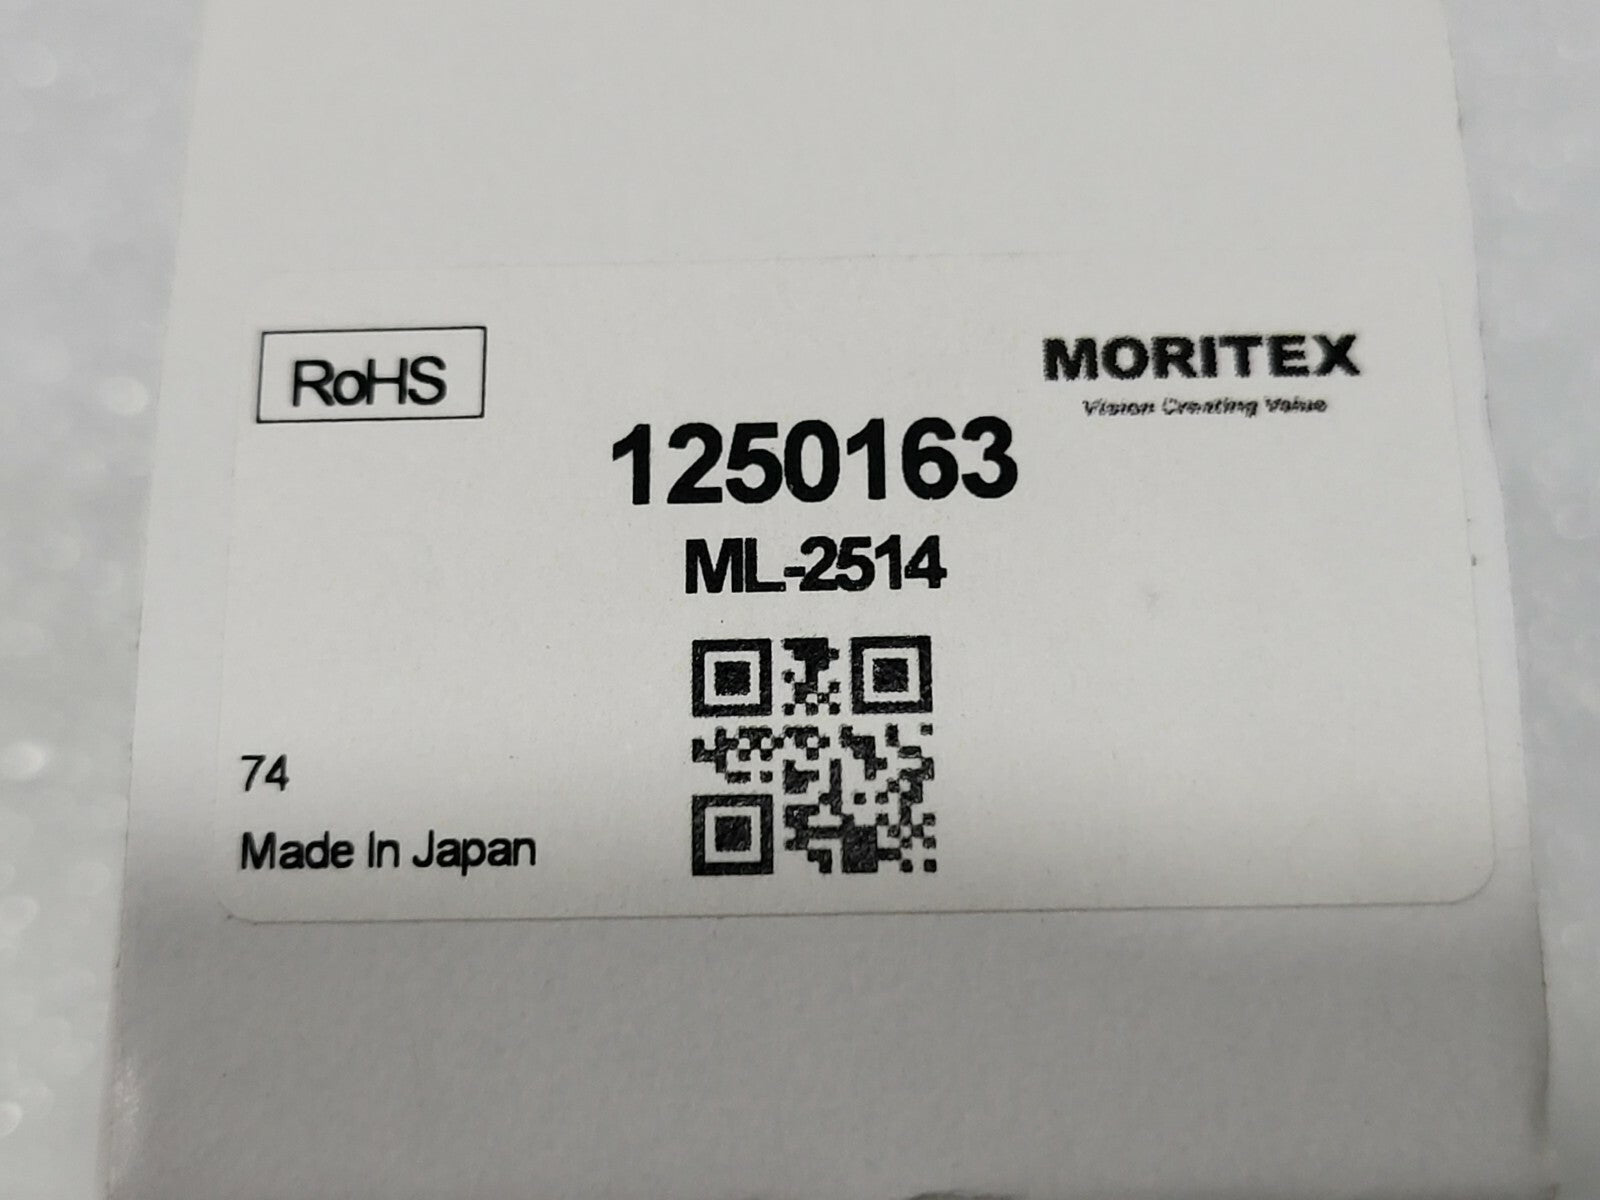 RoHS
MORITEX
Vision Creating Value
1250163
ML-2514
74
Made In Japan